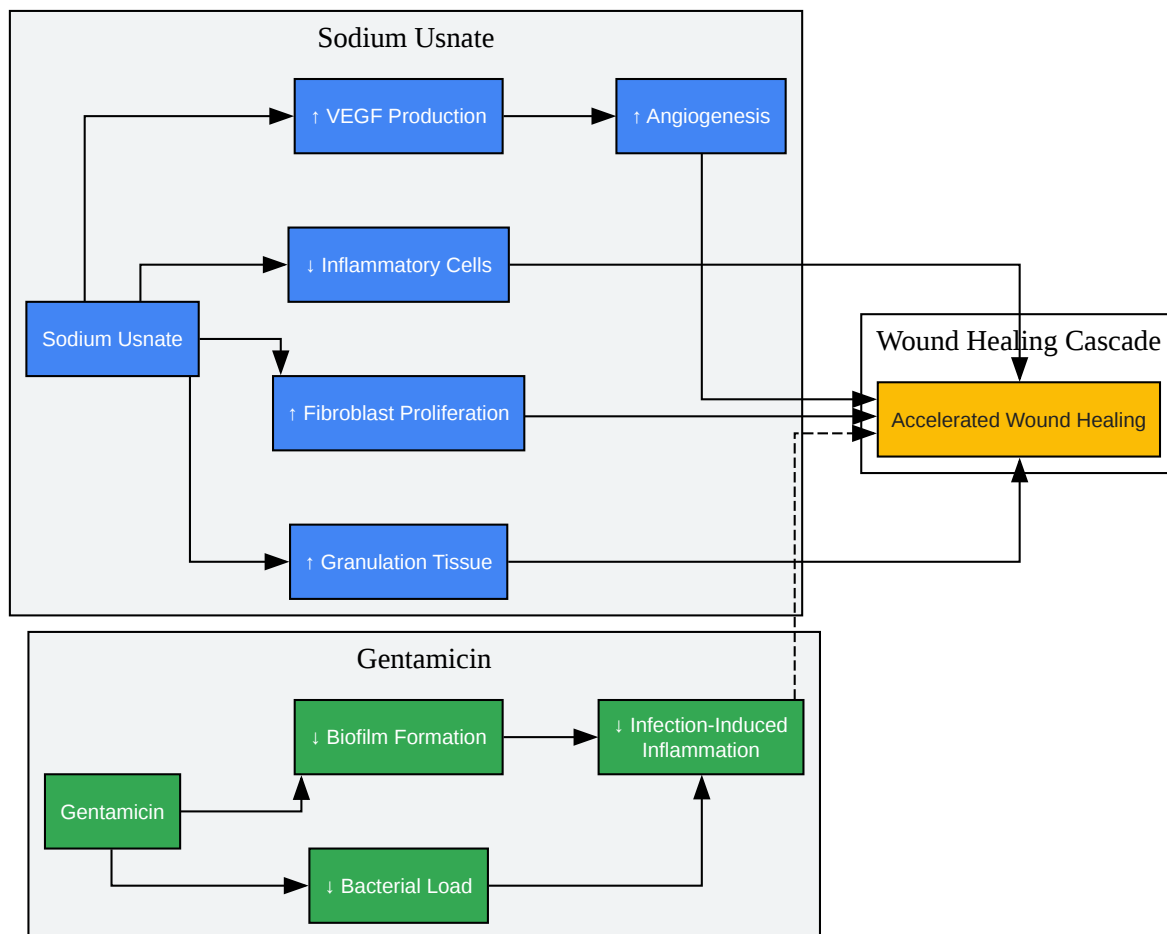 Sodium Usnate
↑ VEGF Production
↑ Angiogenesis
↓ Inflammatory Cells
Sodium Usnate
↑ Fibroblast Proliferation
↑ Granulation Tissue
Wound Healing Cascade
Accelerated Wound Healing
Gentamicin
↓ Biofilm Formation
↓ Infection-Induced
Inflammation
Gentamicin
↓ Bacterial Load